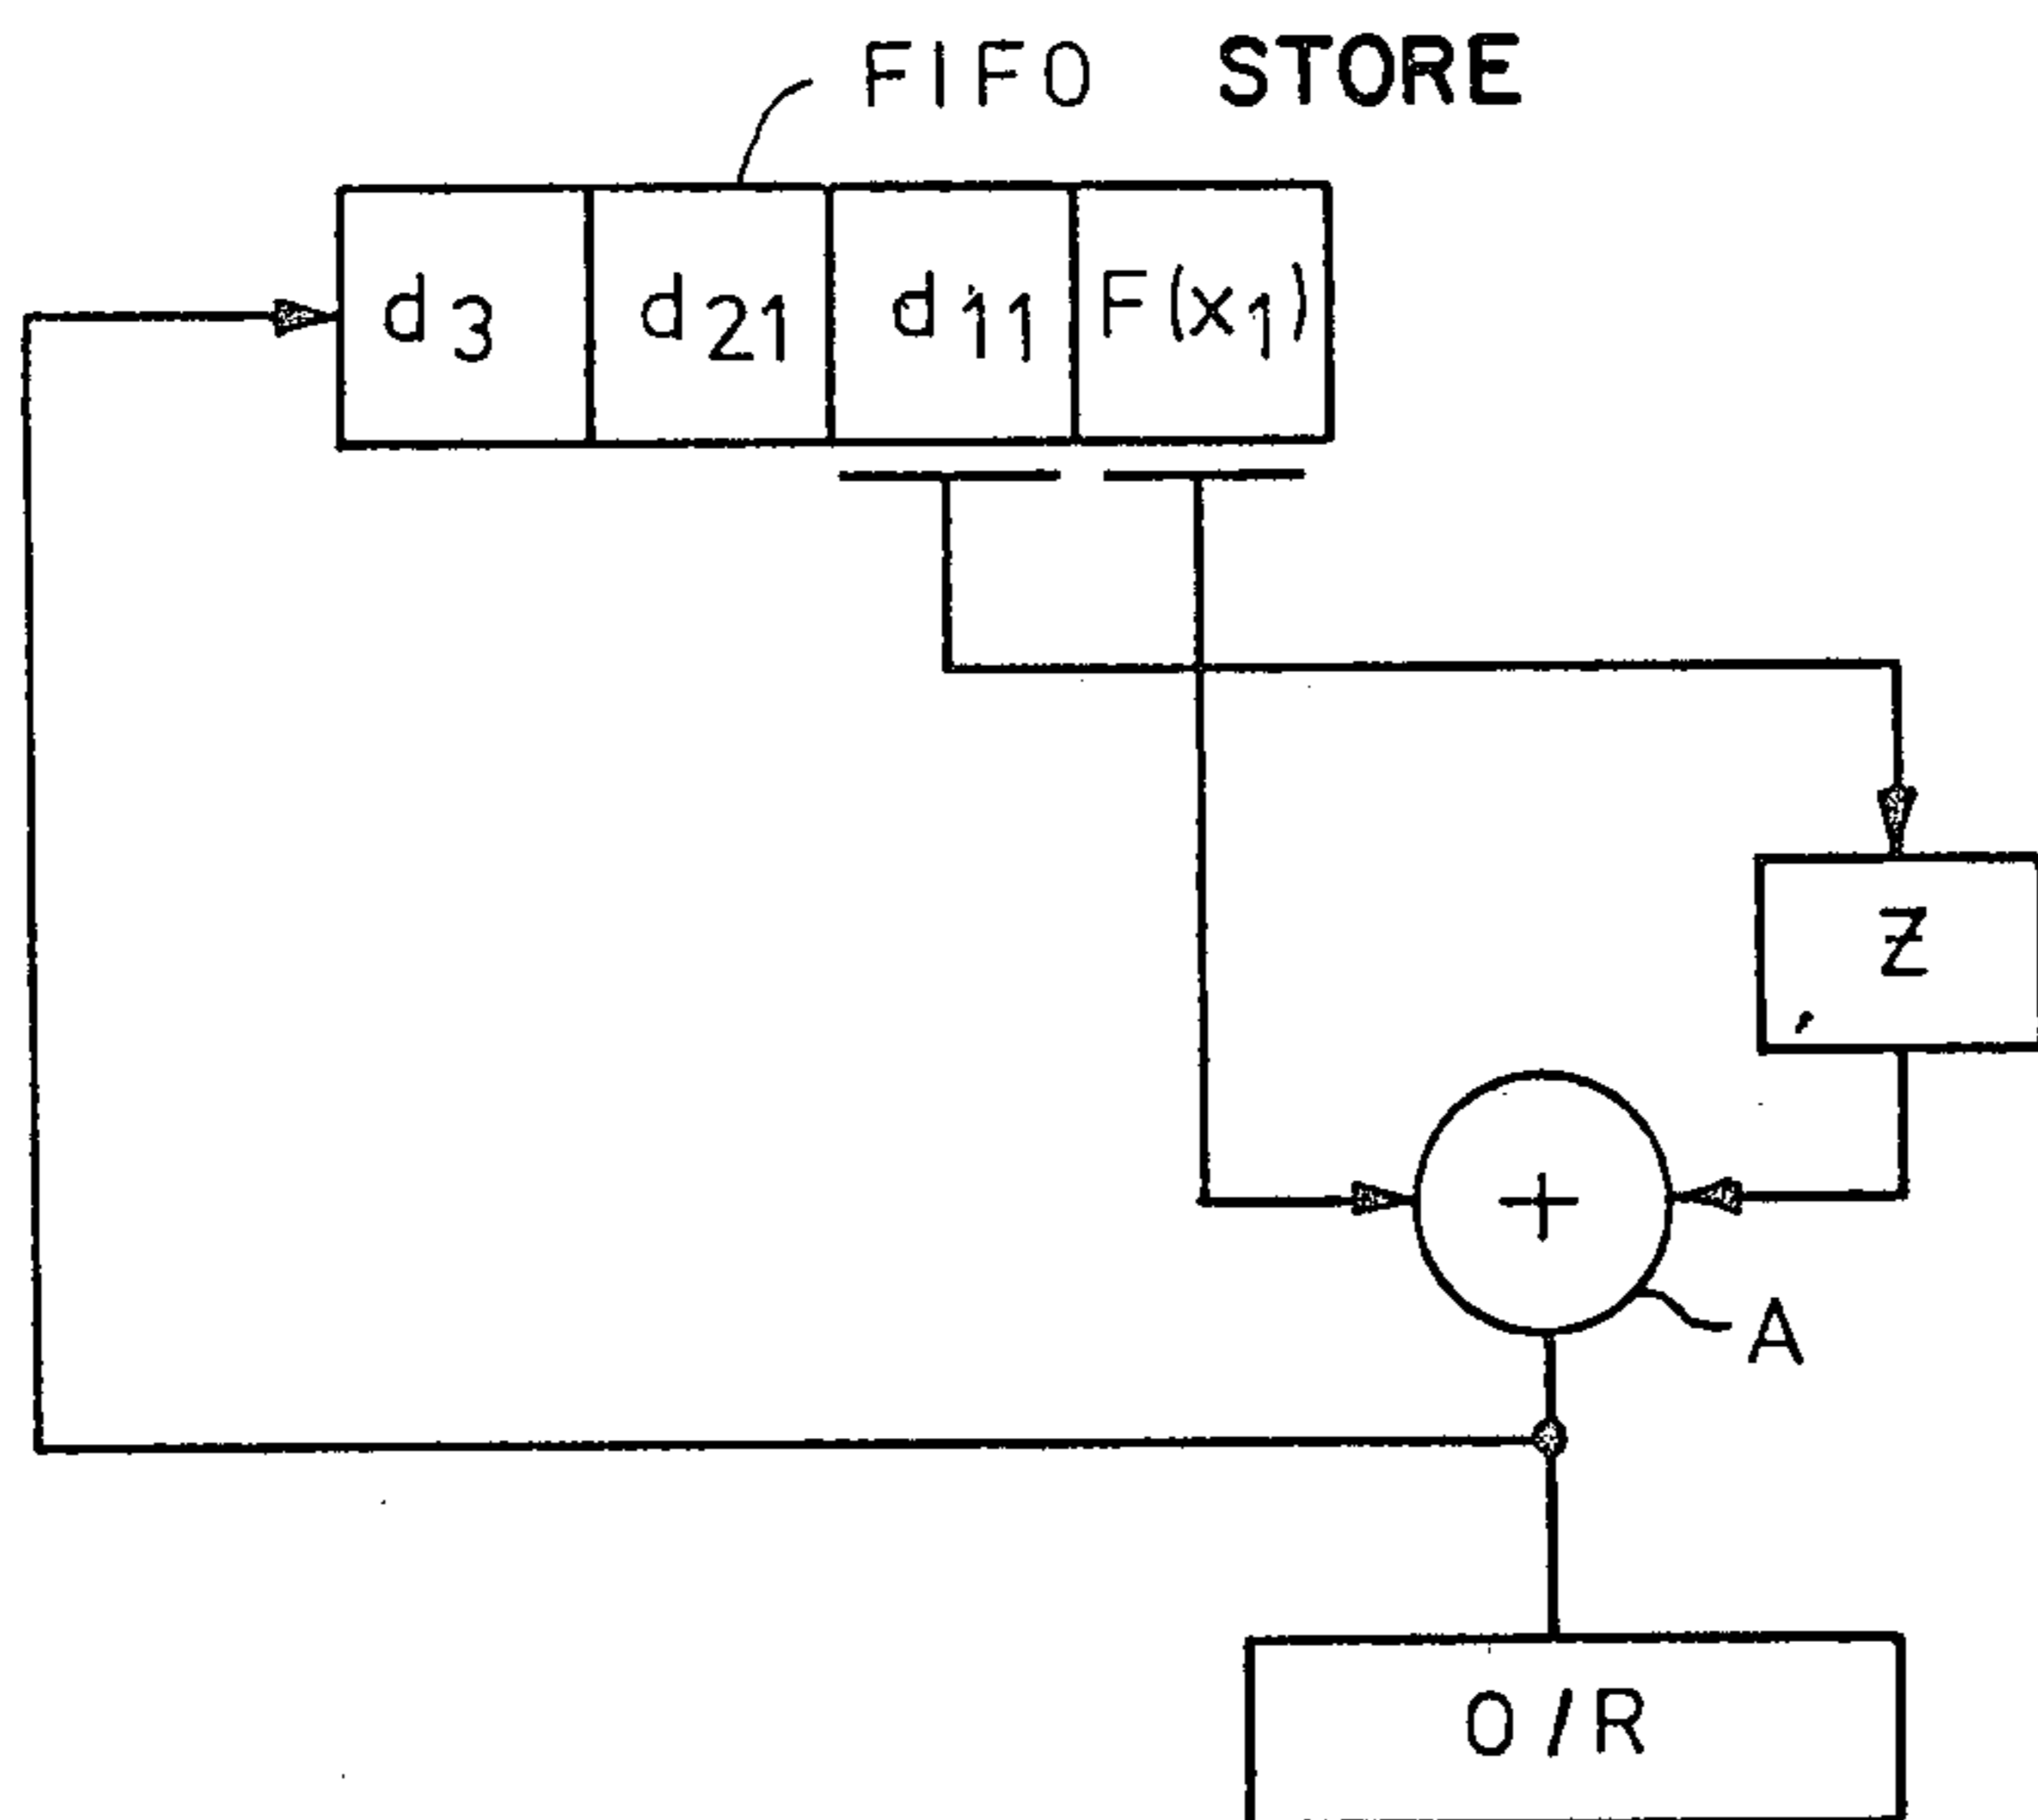 FIFO STORE
d3 d21 d11 F(x1)
Z
+
A
O/R